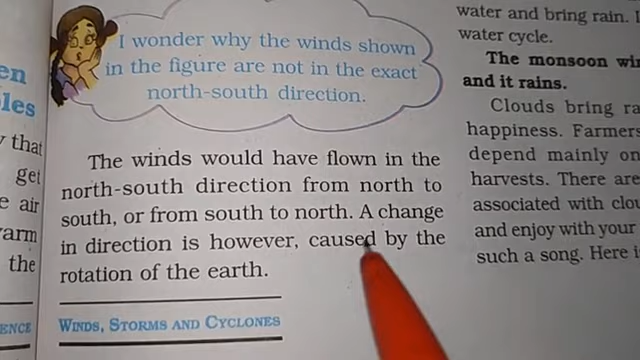 en
les
y that
get
e air
arm
the
ENCE
I wonder why the winds shown
in the figure are not in the exact
north-south direction.
The winds would have flown in the
north-south direction from north to
south, or from south to north. A change
in direction is however, caused by the
rotation of the earth.
WINDS, STORMS AND CYCLONES
water and bring rain.
water cycle.
The monsoon win
and it rains.
Clouds bring ra
happiness. Farmers
depend mainly on
harvests. There are
associated with clou
and enjoy with your
such a song. Here i